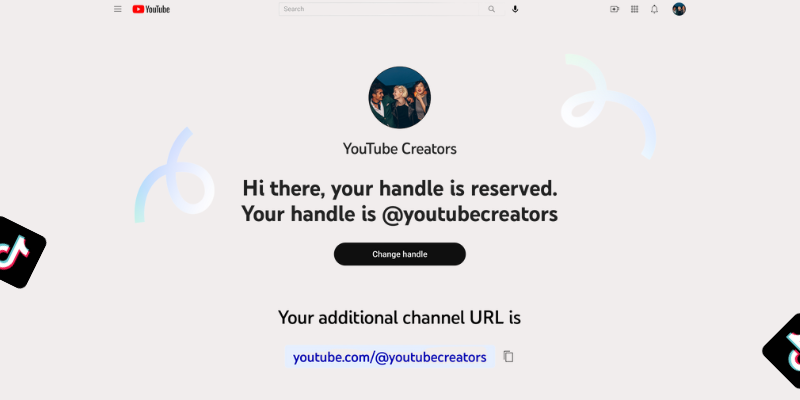 YouTube
Search
YouTube Creators
Hi there, your handle is reserved.
Your handle is @youtubecreators
Change handle
Your additional channel URL is
youtube.com/@youtubecreators